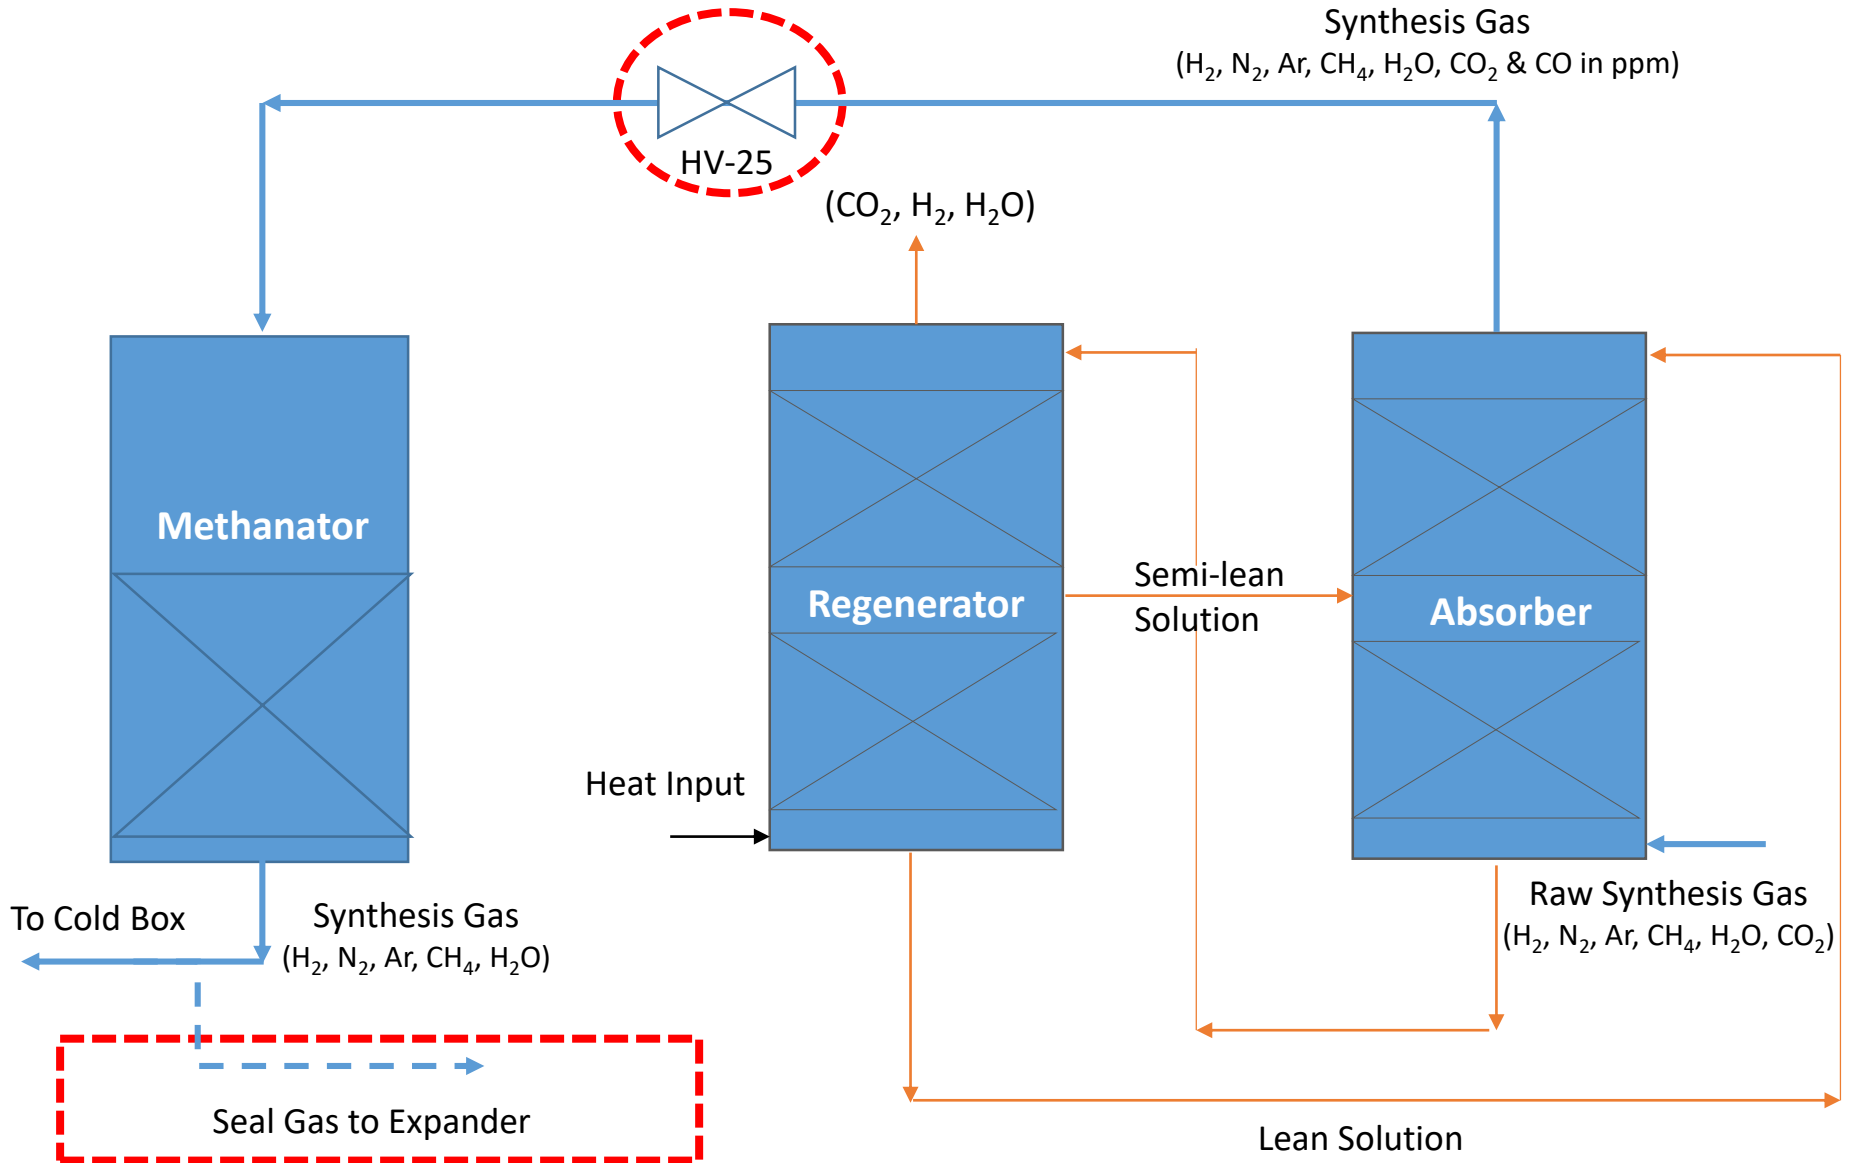 Synthesis Gas
(H₂, N₂, Ar, CH₄, H₂O, CO₂ & CO in ppm)
HV-25
(CO₂, H₂, H₂O)
Methanator
Semi-lean
Solution
Regenerator
Absorber
Heat Input
Raw Synthesis Gas
(H₂, N₂, Ar, CH₄, H₂O, CO₂)
To Cold Box
Synthesis Gas
(H₂, N₂, Ar, CH₄, H₂O)
Seal Gas to Expander
Lean Solution